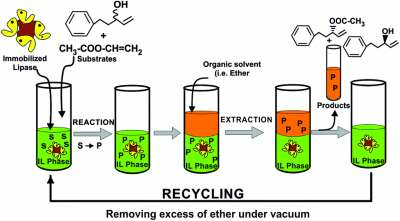 OH
+
CH₃-COO-CH=CH₂
Substrates
Immobilized
Lipase
Organic solvent
(i.e. Ether
OCOC-CH₃
OH
+
P
P
Products
REACTION
S → P
EXTRACTION
S
S
S
S
IL Phase
P
P
P
P
IL Phase
P
P
P
P
IL Phase
P
P
P
IL Phase
IL Phase
RECYCLING
Removing excess of ether under vacuum